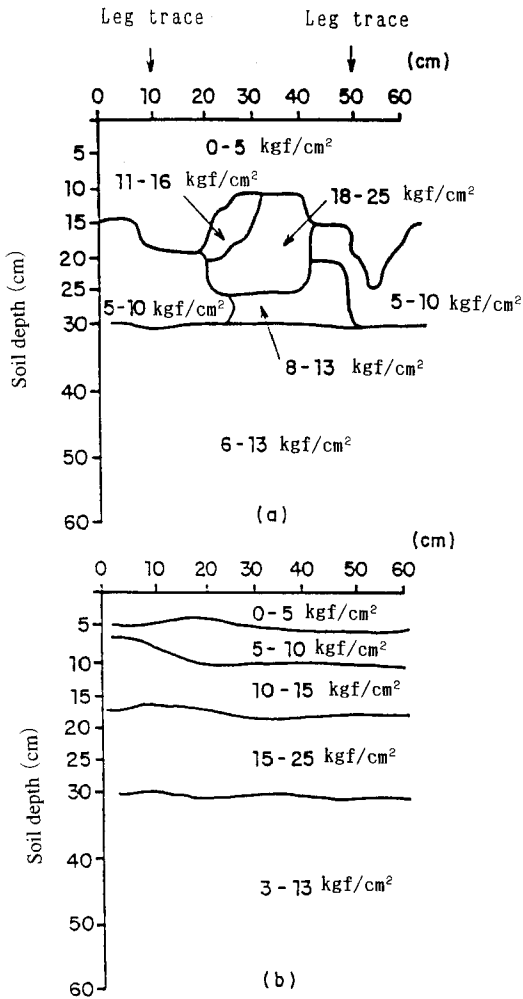 Leg trace Leg trace
(cm)
0 10 20 30 40 50 60
0-5 kgf/cm²
5
11-16 kgf/cm²
10
18-25 kgf/cm²
15
20
25
5-10 kgf/cm²
5-10 kgf/cm²
30
8-13 kgf/cm²
40
6-13 kgf/cm²
50
60
Soil depth (cm)
(a)
(cm)
0 10 20 30 40 50 60
0-5 kgf/cm²
5
5-10 kgf/cm²
10
10-15 kgf/cm²
15
20
15-25 kgf/cm²
25
30
40
3-13 kgf/cm²
50
60
Soil depth (cm)
(b)